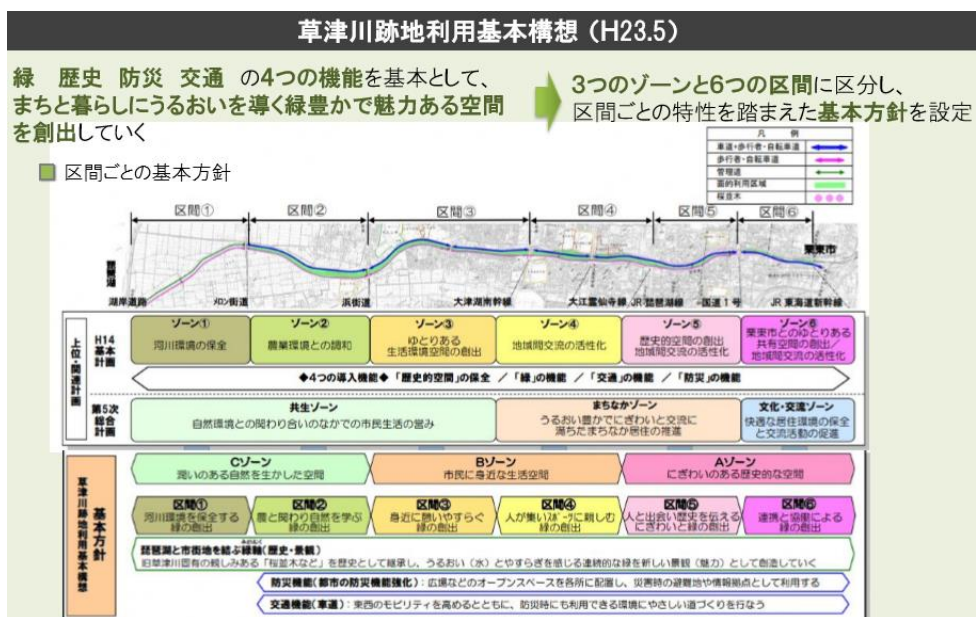 草津川跡地利用基本構想（H23.5）
緑 歴史 防災 交通 の4つの機能を基本として、
まちと暮らしにうるおいを導く緑豊かで魅力ある空間
を創出していく
3つのゾーンと6つの区間に区分し、
区間ごとの特性を踏まえた基本方針を設定
区間ごとの基本方針
凡 例
車道・歩行者・自転車道
歩行者・自転車道
管理道
面的利用区域
桜並木
区間① 区間② 区間③ 区間④ 区間⑤ 区間⑥
琵琶湖
栗東市
湖岸道路 メロン街道 浜街道 大津湖南幹線 大江霊仙寺線 JR琵琶湖線 国道1号 JR東海道新幹線
上位・関連計画
H14
基本
計画
ゾーン①
河川環境の保全
ゾーン②
農業環境との調和
ゾーン③
ゆとりある
生活環境空間の創出
ゾーン④
地域間交流の活性化
ゾーン⑤
歴史的空間の創出
地域間交流の活性化
ゾーン⑥
栗東市とのゆとりある
共有空間の創出/
地域間交流の活性化
◆4つの導入機能◆「歴史的空間」の保全 ／「緑」の機能 ／「交通」の機能 ／「防災」の機能
第5次
総合
計画
共生ゾーン
自然環境との関わり合いのなかでの市民生活の営み
まちなかゾーン
うるおい豊かでにぎわいと交流に
満ちたまちなか居住の推進
文化・交流ゾーン
快適な居住環境の保全
と交流活動の促進
草津川跡地利用基本構想
基本方針
Cゾーン
潤いのある自然を生かした空間
Bゾーン
市民に身近な生活空間
Aゾーン
にぎわいのある歴史的な空間
区間①
河川環境を保全する
緑の創出
区間②
農と関わり自然を学ぶ
緑の創出
区間③
身近に憩いやすらぐ
緑の創出
区間④
人が集いスポーツに親しむ
緑の創出
区間⑤
人と出会い歴史を伝える
にぎわいと緑の創出
区間⑥
連携と協働による
緑の創出
琵琶湖と市街地を結ぶ緑軸（歴史・景観）
旧草津川固有の親しみある「桜並木など」を歴史として継承し、うるおい（水）とやすらぎを感じる連続的な緑を新しい景観（魅力）として創造していく
防災機能（都市の防災機能強化）：広場などのオープンスペースを各所に配置し、災害時の避難地や情報拠点として利用する
交通機能（車道）：東西のモビリティを高めるとともに、防災時にも利用できる環境にやさしい道づくりを行なう